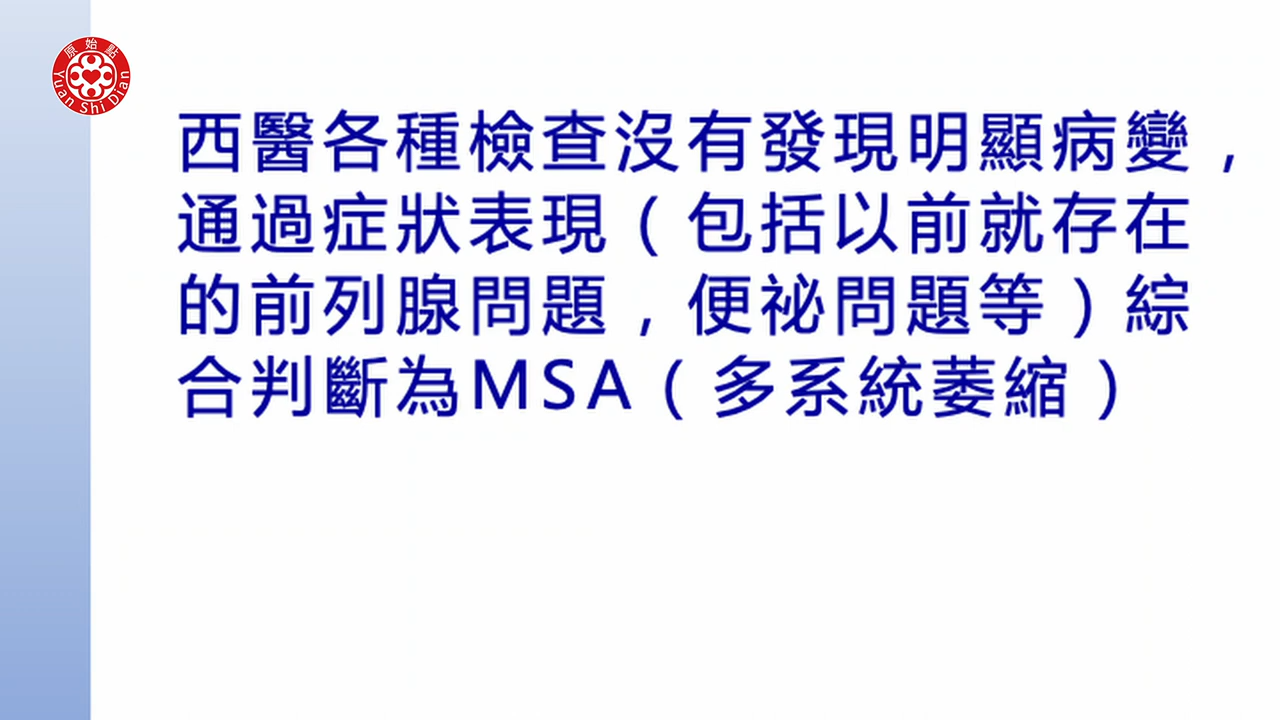 原始點
Yuan Shi Dian
西醫各種檢查沒有發現明顯病變，
通過症狀表現（包括以前就存在
的前列腺問題，便祕問題等）綜
合判斷為MSA（多系統萎縮）